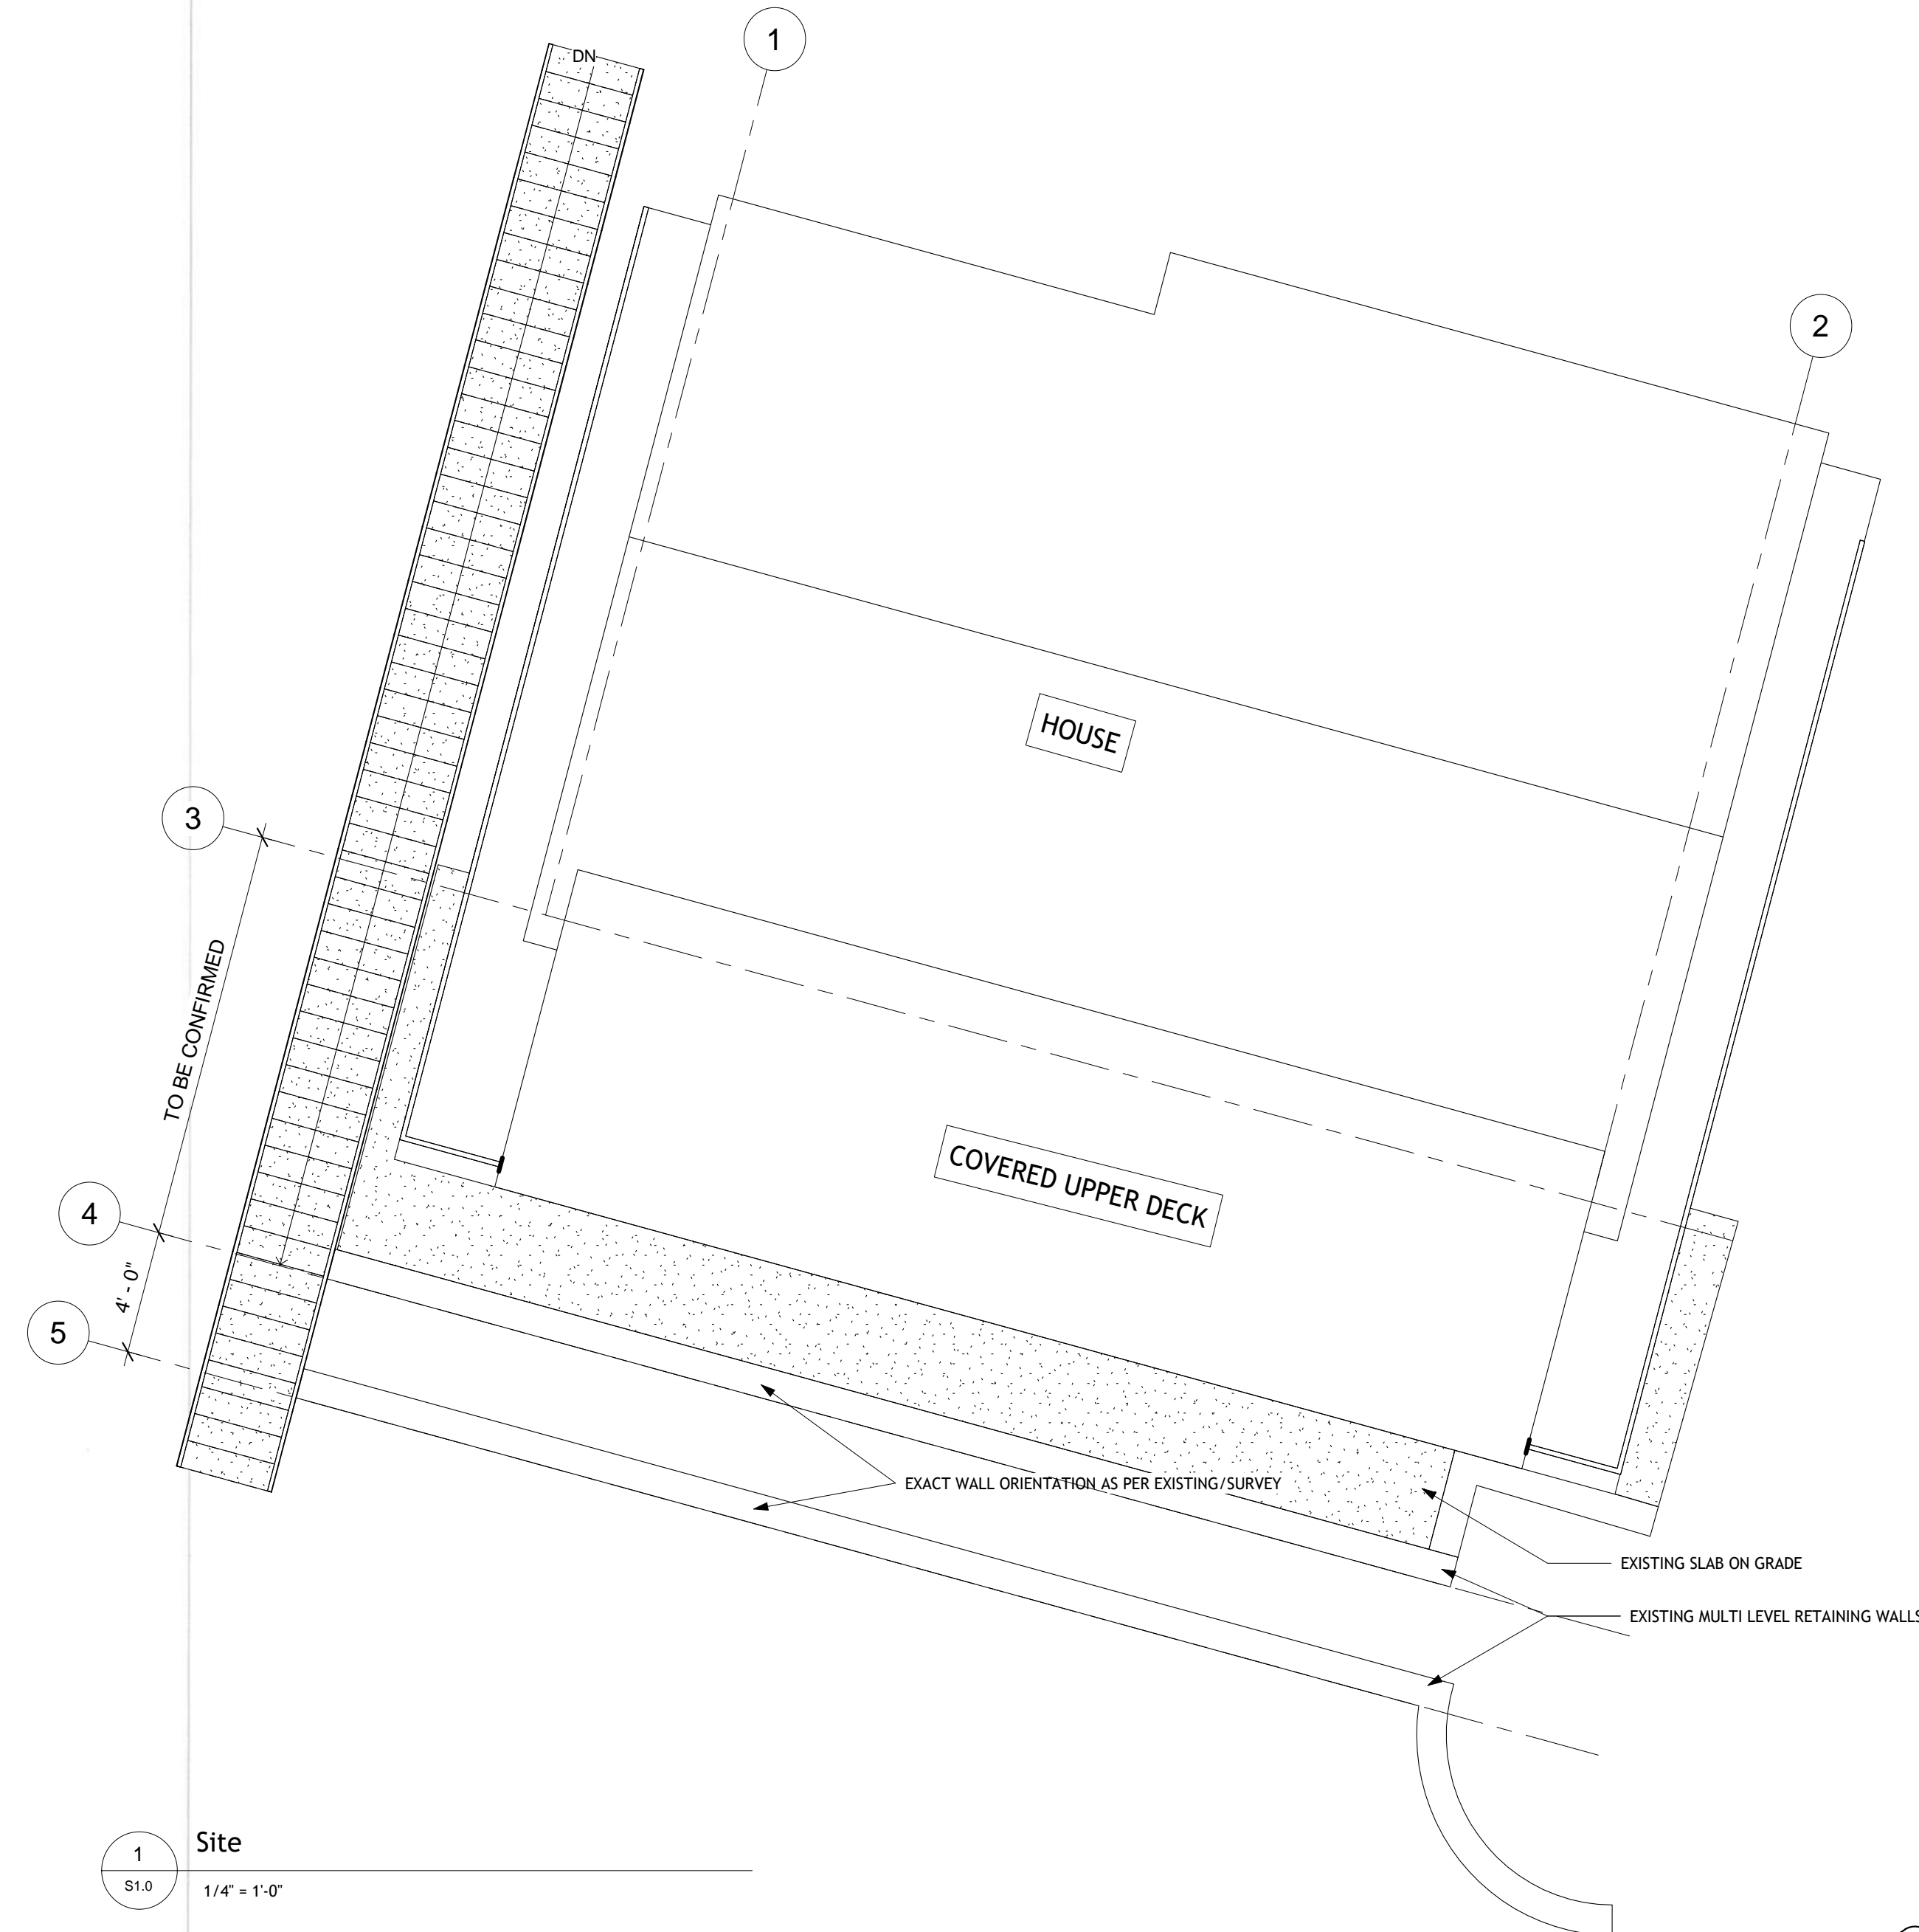 DN
1
2
HOUSE
3
TO BE CONFIRMED
COVERED UPPER DECK
4
4' - 0"
5
EXACT WALL ORIENTATION AS PER EXISTING/SURVEY
EXISTING SLAB ON GRADE
EXISTING MULTI LEVEL RETAINING WALLS
1
S1.0
Site
1/4" = 1'-0"